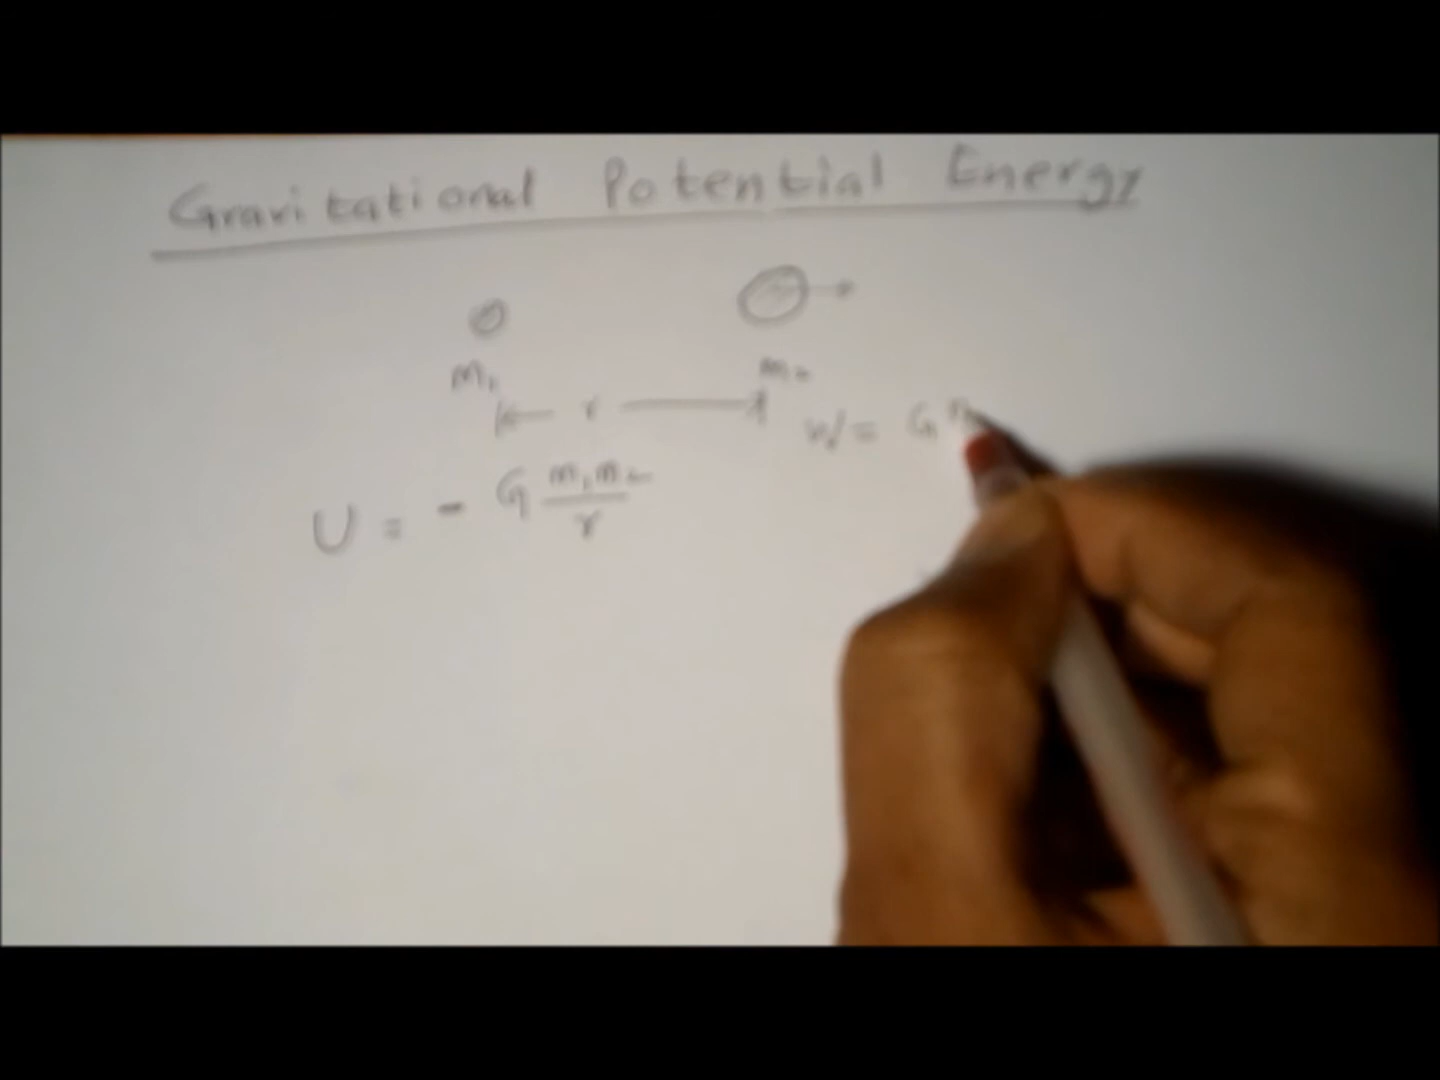 Gravitational Potential Energy
m₁ m₂
r
W = G m
U = - G m₁m₂/r